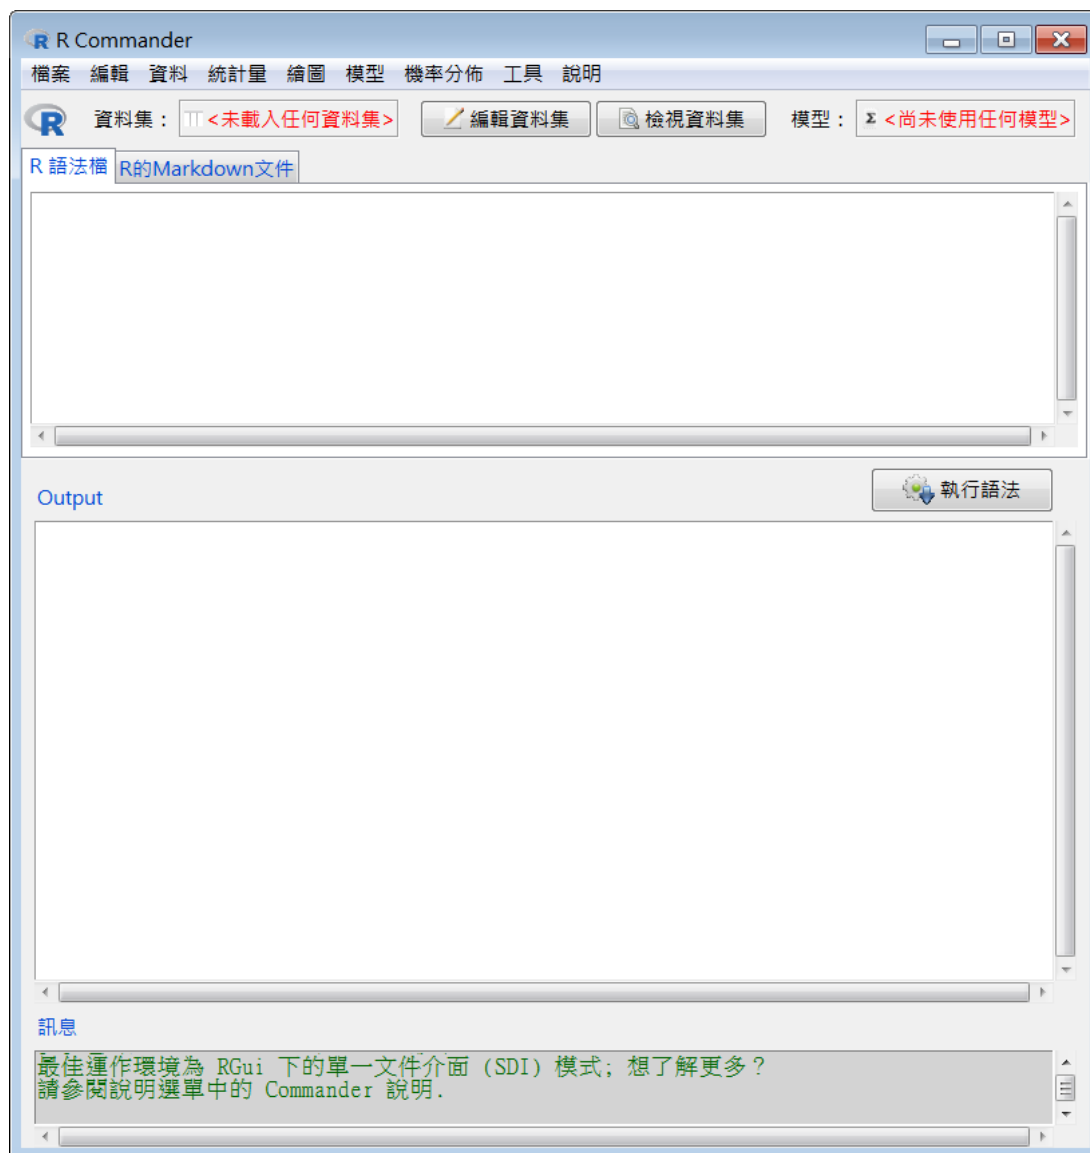 R Commander
檔案 編輯 資料 統計量 繪圖 模型 機率分佈 工具 說明
資料集： <未載入任何資料集> 編輯資料集 檢視資料集 模型： Σ <尚未使用任何模型>
R 語法檔 R的Markdown文件
Output 執行語法
訊息
最佳運作環境為 RGui 下的單一文件介面 (SDI) 模式; 想了解更多？
請參閱說明選單中的 Commander 說明.